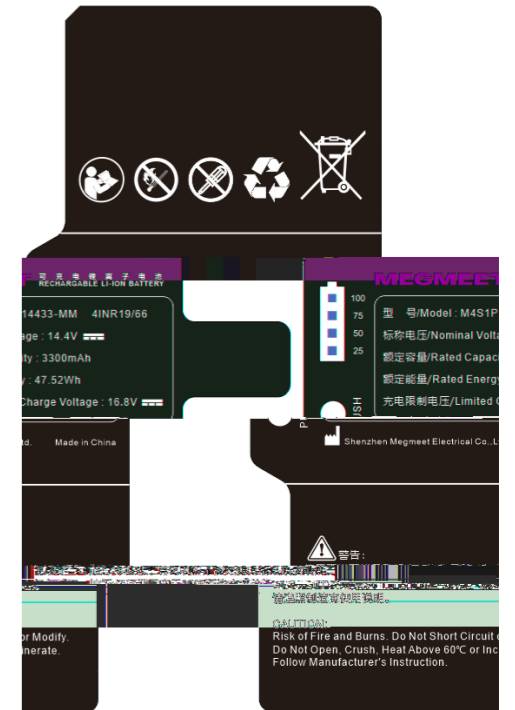 可充电锂离子电池
RECHARGABLE LI-ION BATTERY
MEGMEET
14433-MM 4INR19/66
age : 14.4V
ity : 3300mAh
y : 47.52Wh
Charge Voltage : 16.8V
100
75
50
25
型 号/Model : M4S1P
标称电压/Nominal Volta
额定容量/Rated Capaci
额定能量/Rated Energy
充电限制电压/Limited C
USH
P
td. Made in China
Shenzhen Megmeet Electrical Co.,L
警告:
CAUTION:
or Modify.
Risk of Fire and Burns. Do Not Short Circuit o
inerate.
Do Not Open, Crush, Heat Above 60℃ or Inc
Follow Manufacturer's Instruction.